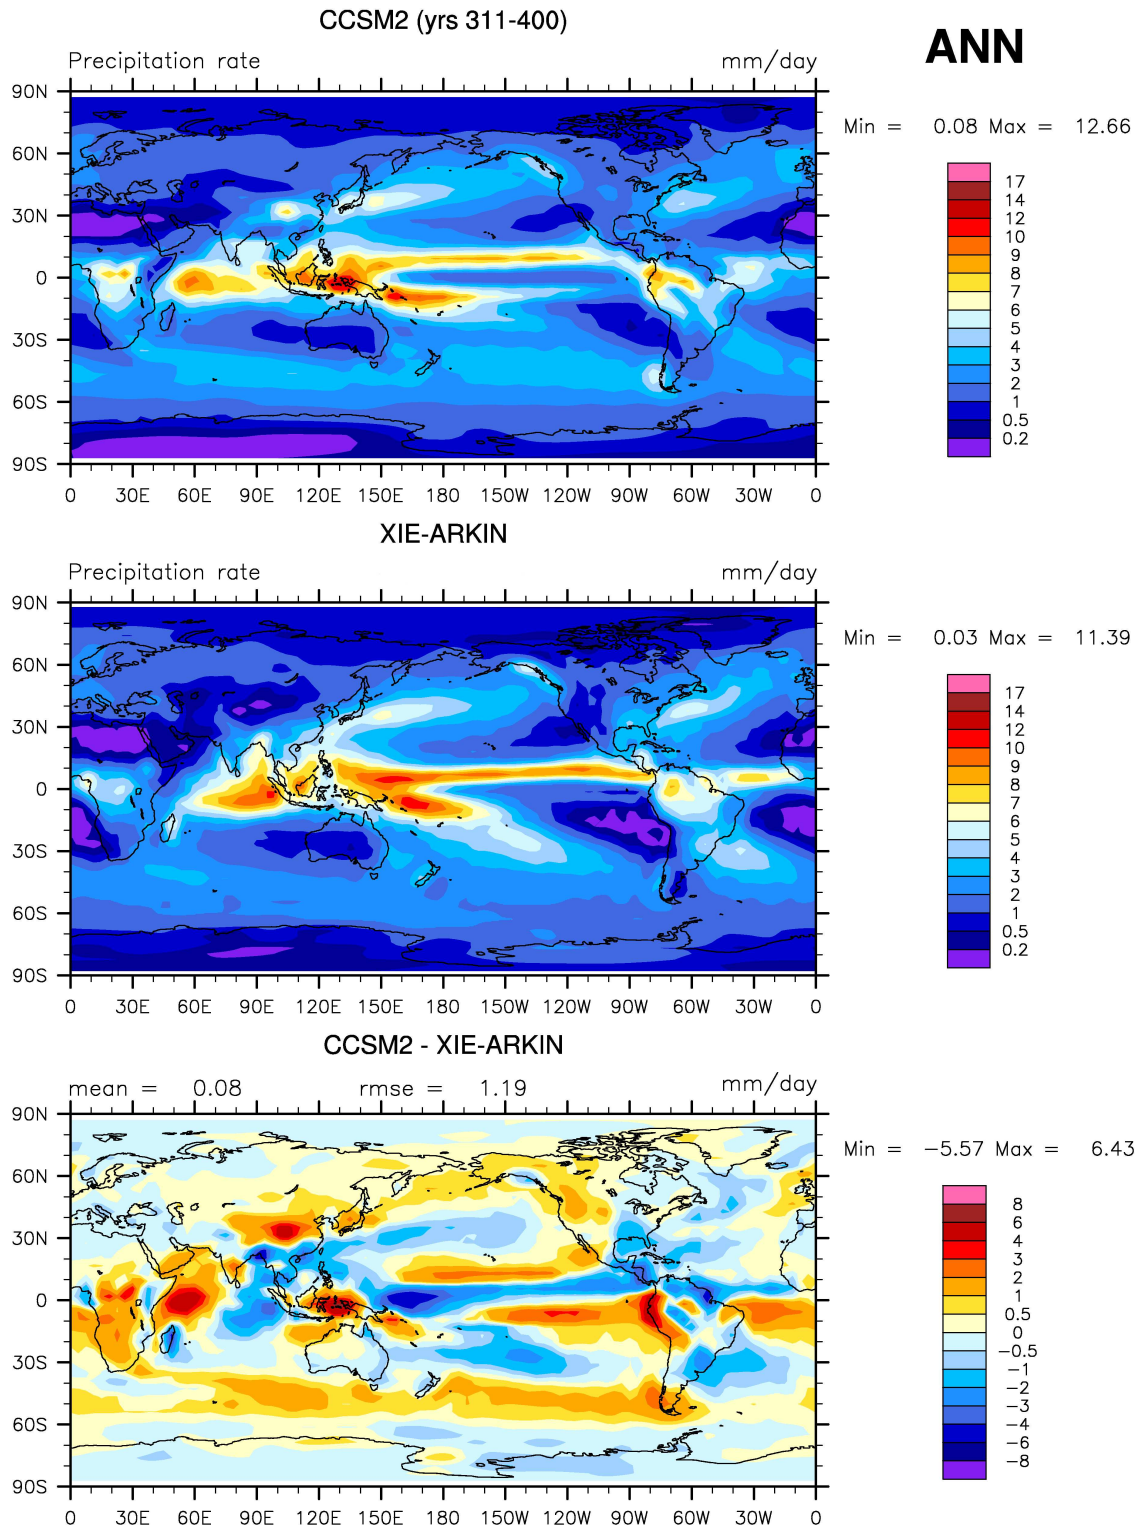 CCSM2 (yrs 311-400)
ANN
Precipitation rate mm/day
Min = 0.08 Max = 12.66
90N
60N
30N
0
30S
60S
90S
0 30E 60E 90E 120E 150E 180 150W 120W 90W 60W 30W 0
17
14
12
10
9
8
7
6
5
4
3
2
1
0.5
0.2
XIE-ARKIN
Precipitation rate mm/day
Min = 0.03 Max = 11.39
90N
60N
30N
0
30S
60S
90S
0 30E 60E 90E 120E 150E 180 150W 120W 90W 60W 30W 0
17
14
12
10
9
8
7
6
5
4
3
2
1
0.5
0.2
CCSM2 - XIE-ARKIN
mean = 0.08 rmse = 1.19 mm/day
Min = −5.57 Max = 6.43
90N
60N
30N
0
30S
60S
90S
0 30E 60E 90E 120E 150E 180 150W 120W 90W 60W 30W 0
8
6
4
3
2
1
0.5
0
−0.5
−1
−2
−3
−4
−6
−8